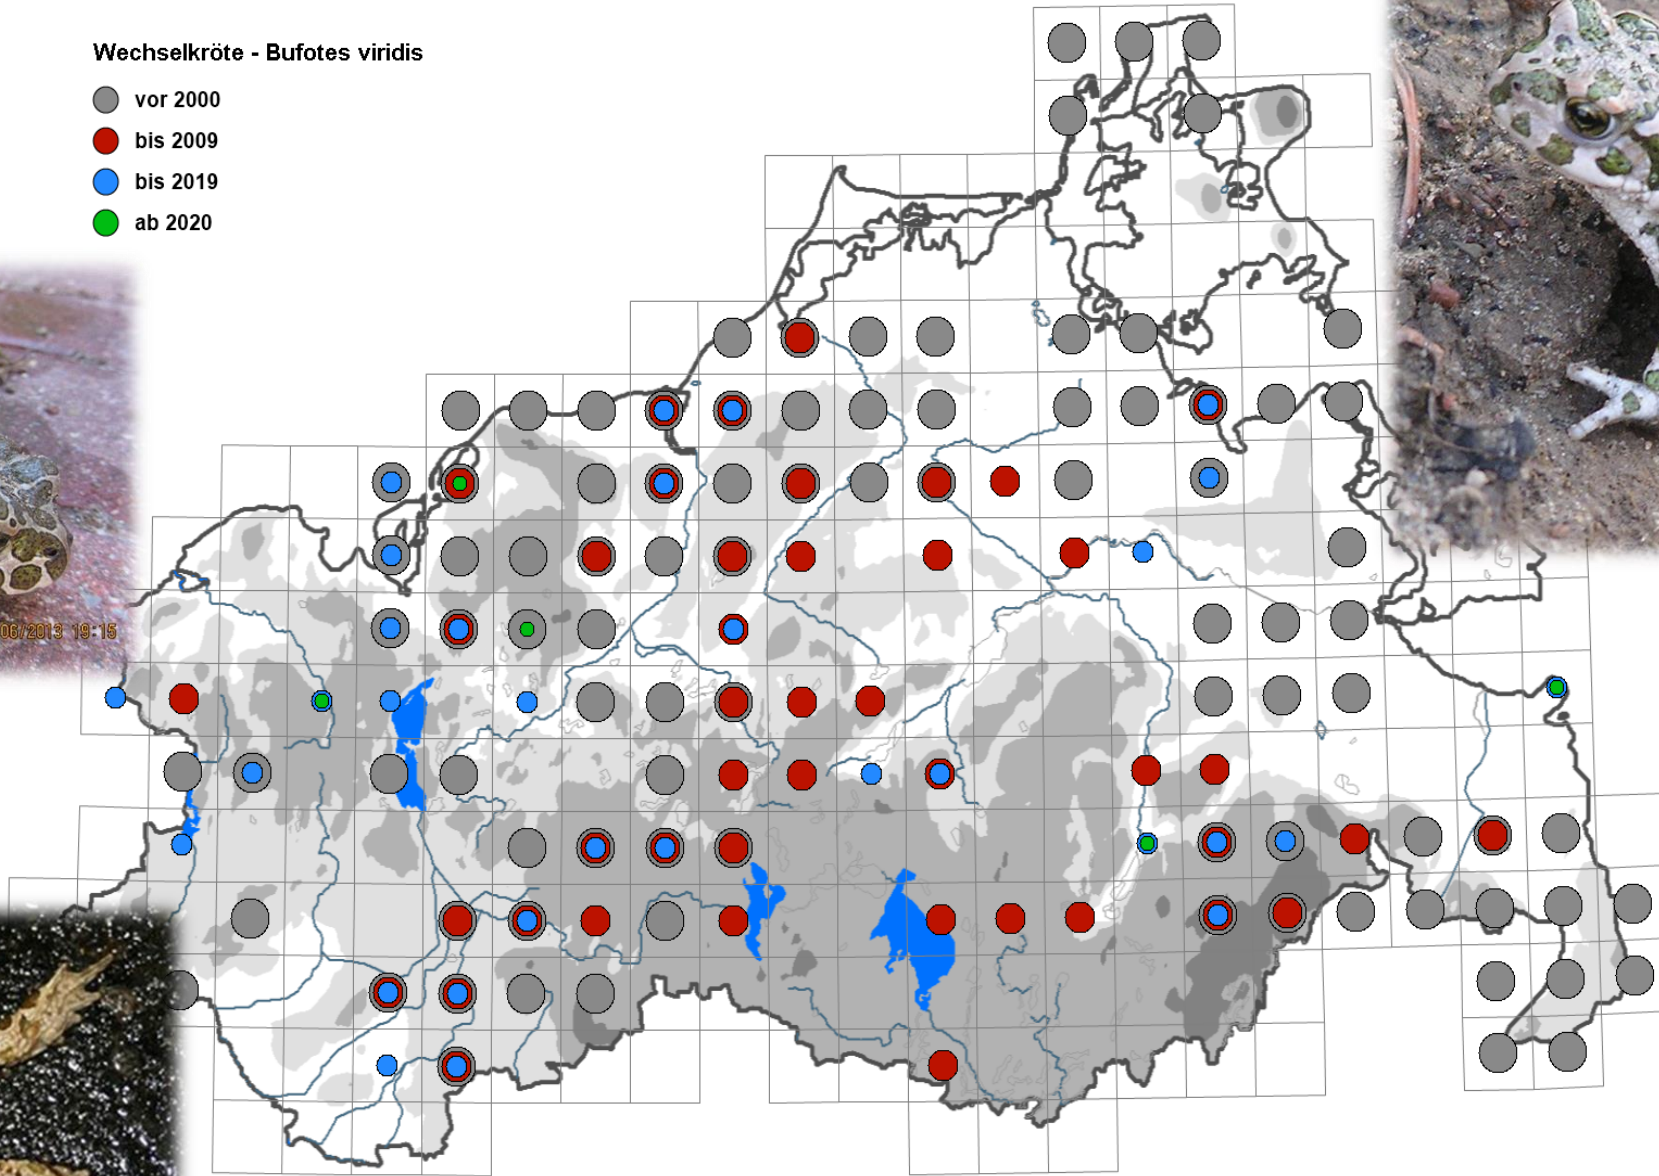 Wechselkröte - Bufotes viridis
vor 2000
bis 2009
bis 2019
ab 2020
06/2013 19:15